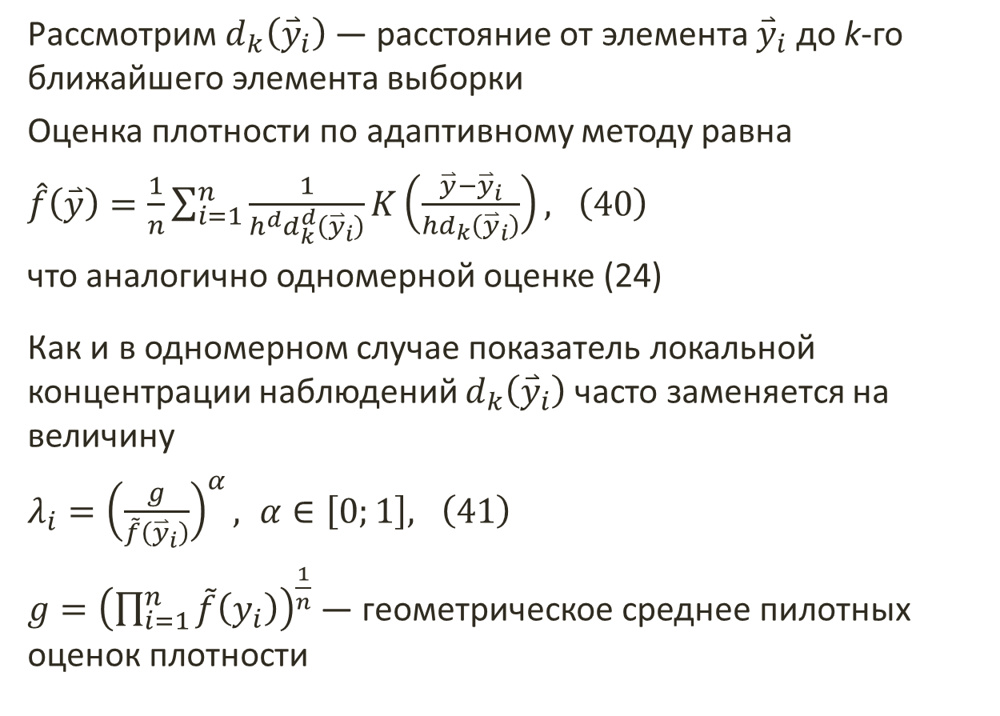 Рассмотрим $d_k(\vec{y}_i)$ — расстояние от элемента $\vec{y}_i$ до k-го
ближайшего элемента выборки
Оценка плотности по адаптивному методу равна
$\hat{f}(\vec{y}) = \frac{1}{n} \sum_{i=1}^{n} \frac{1}{h^d d_k^d(\vec{y}_i)} K \left( \frac{\vec{y} - \vec{y}_i}{h d_k(\vec{y}_i)} \right)$, (40)
что аналогично одномерной оценке (24)
Как и в одномерном случае показатель локальной
концентрации наблюдений $d_k(\vec{y}_i)$ часто заменяется на
величину
$\lambda_i = \left( \frac{g}{\tilde{f}(\vec{y}_i)} \right)^{\alpha}$, $\alpha \in [0; 1]$, (41)
$g = \left( \prod_{i=1}^{n} \tilde{f}(y_i) \right)^{\frac{1}{n}}$ — геометрическое среднее пилотных
оценок плотности